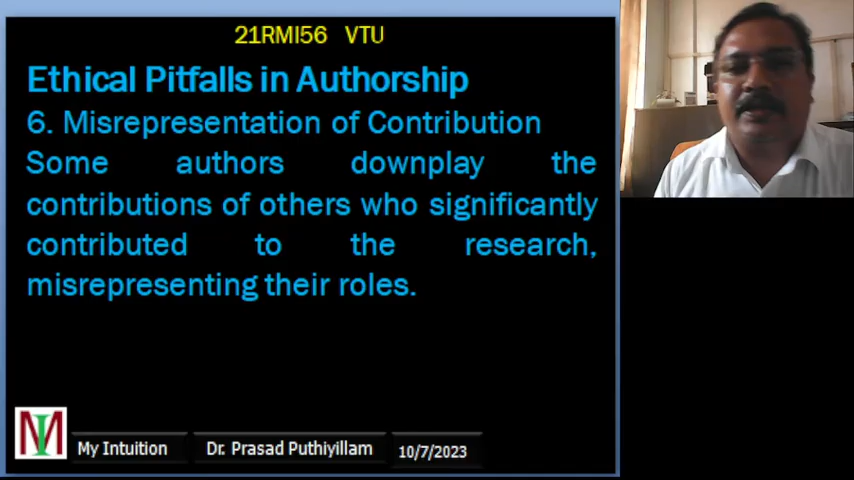 21RMI56 VTU
Ethical Pitfalls in Authorship
6. Misrepresentation of Contribution
Some authors downplay the
contributions of others who significantly
contributed to the research,
misrepresenting their roles.
MI
My Intuition
Dr. Prasad Puthiyillam
10/7/2023